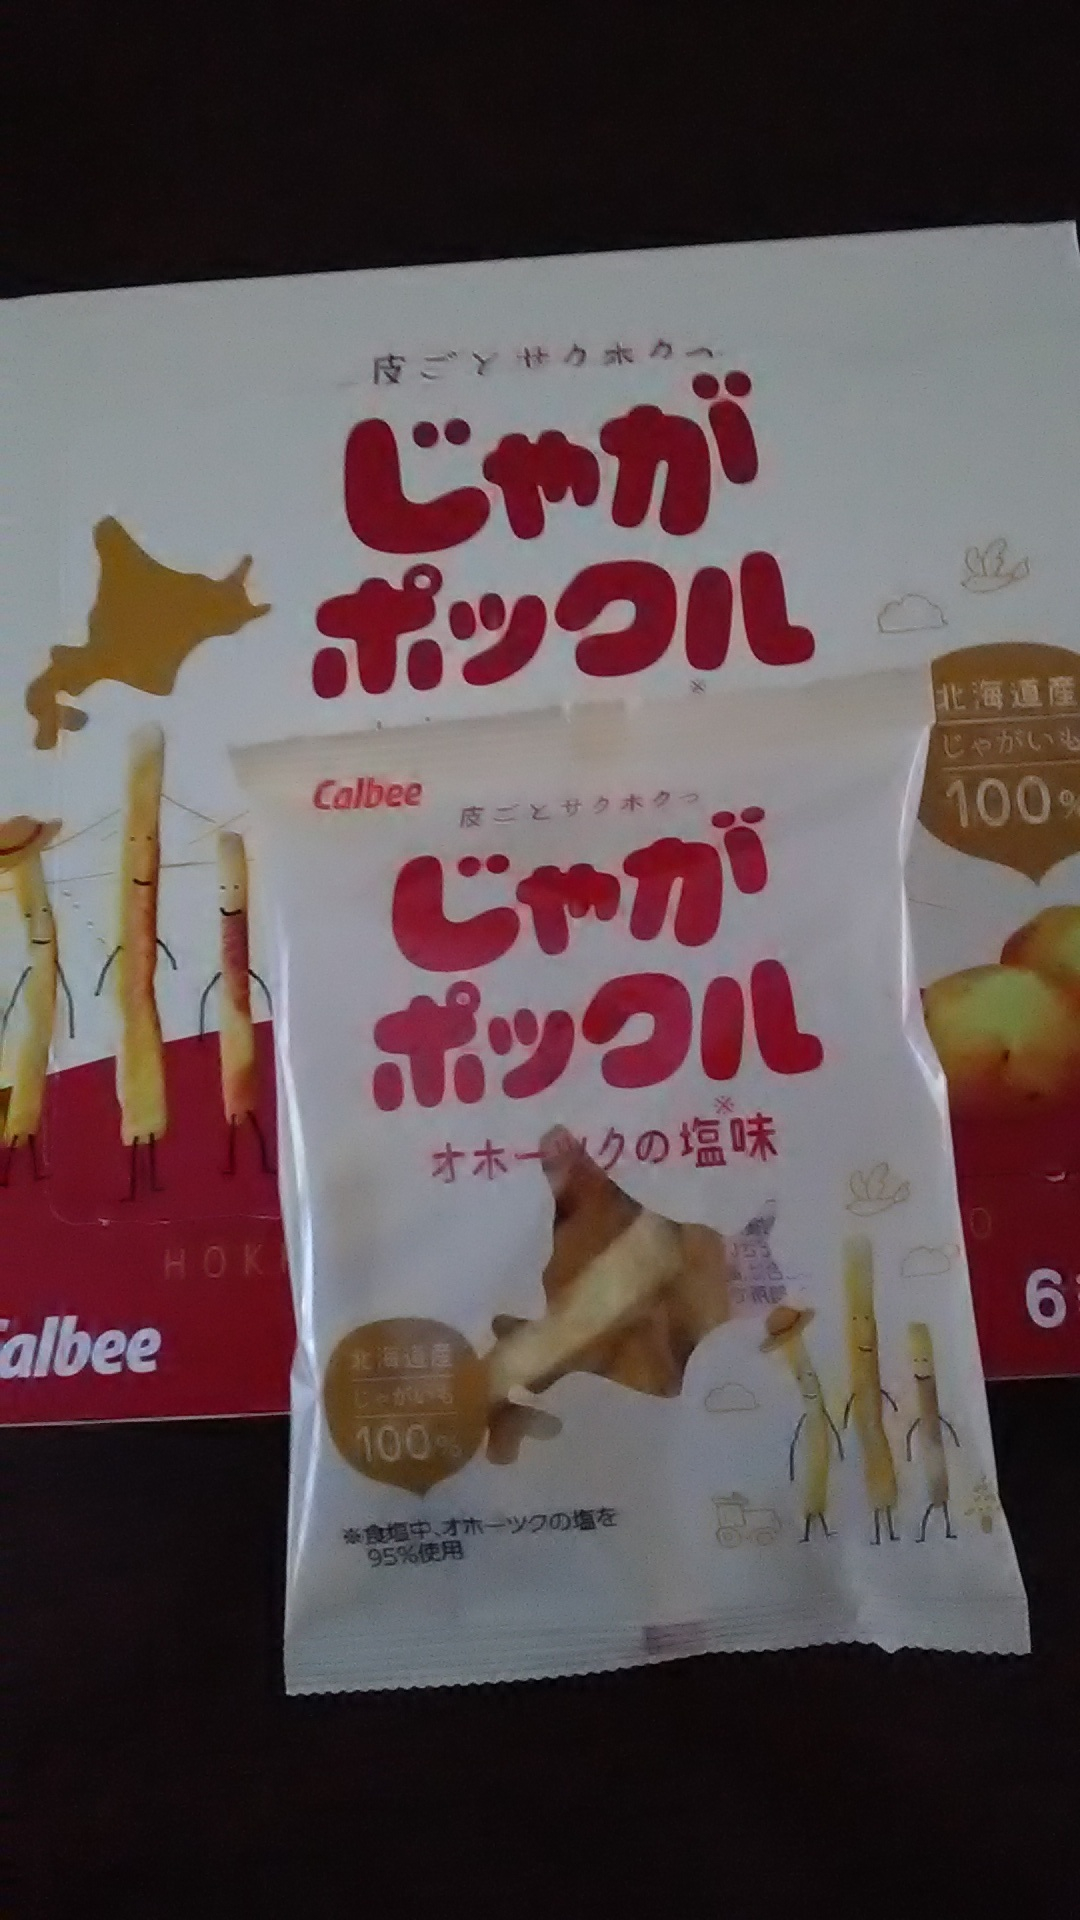 皮ごとサクホクっ
じゃが
ポックル
※
北海道産
じゃがいも
100%
HOK
Calbee
6
Calbee
皮ごとサクホクっ
じゃが
ポックル
オホーツクの塩※味
北海道産
じゃがいも
100%
※食塩中、オホーツクの塩を
95%使用